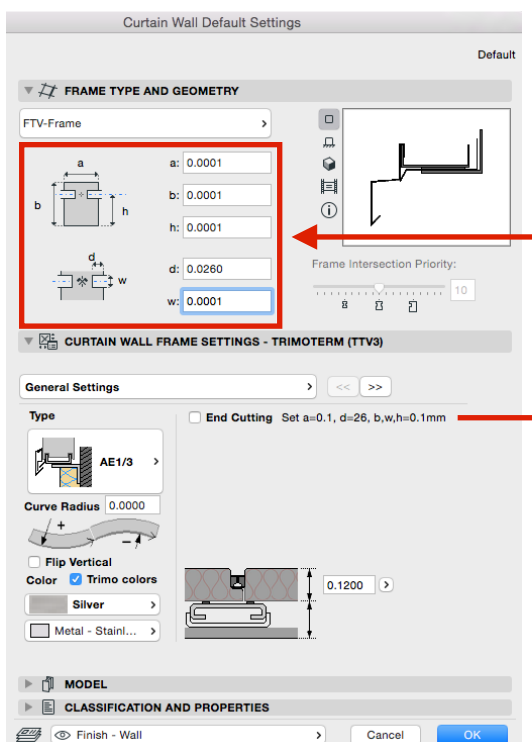 Curtain Wall Default Settings
Default
FRAME TYPE AND GEOMETRY
FTV-Frame
a
b
h
d
w
a: 0.0001
b: 0.0001
h: 0.0001
d: 0.0260
w: 0.0001
Frame Intersection Priority:
10
CURTAIN WALL FRAME SETTINGS - TRIMOTERM (TTV3)
General Settings
<< >>
Type
End Cutting Set a=0.1, d=26, b,w,h=0.1mm
AE1/3
Curve Radius 0.0000
+
-
Flip Vertical
Color Trimo colors
Silver
Metal - Stainl...
0.1200
MODEL
CLASSIFICATION AND PROPERTIES
Finish - Wall
Cancel
OK